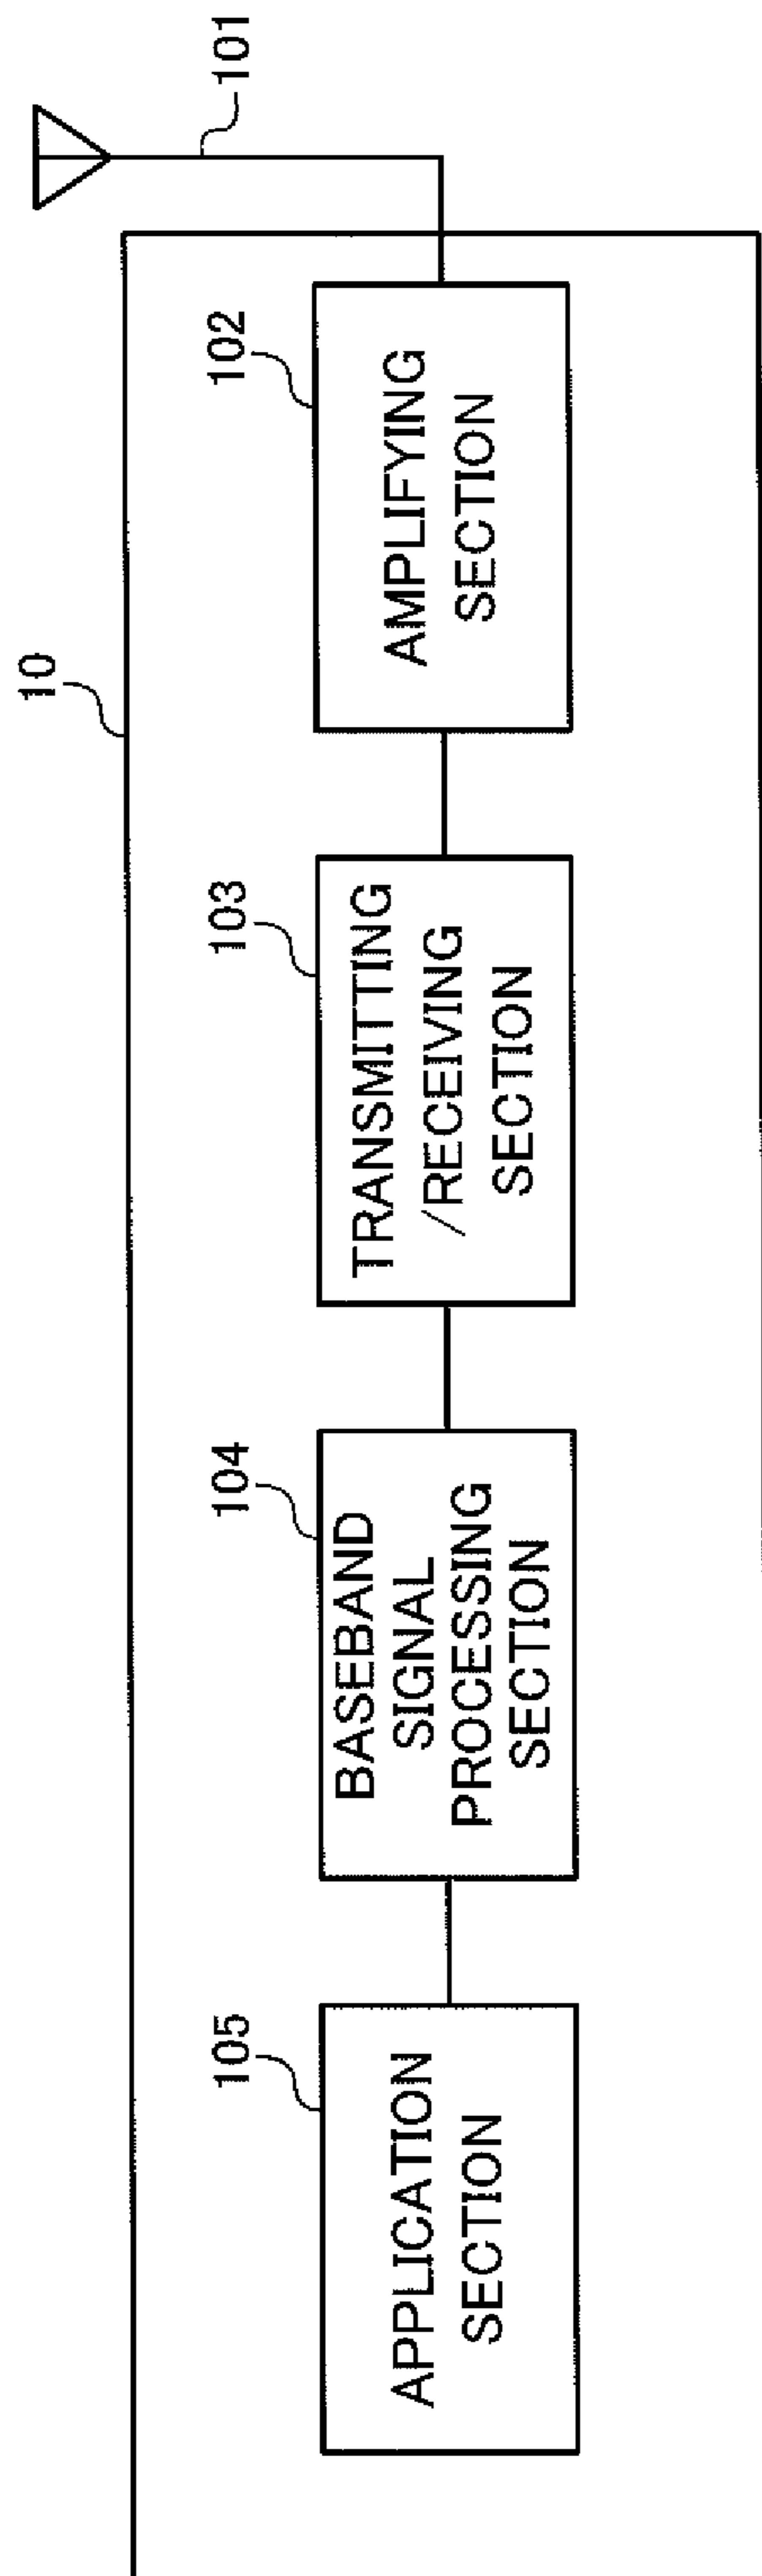 10
101
102
AMPLIFYING
SECTION
103
TRANSMITTING
/RECEIVING
SECTION
104
BASEBAND
SIGNAL
PROCESSING
SECTION
105
APPLICATION
SECTION